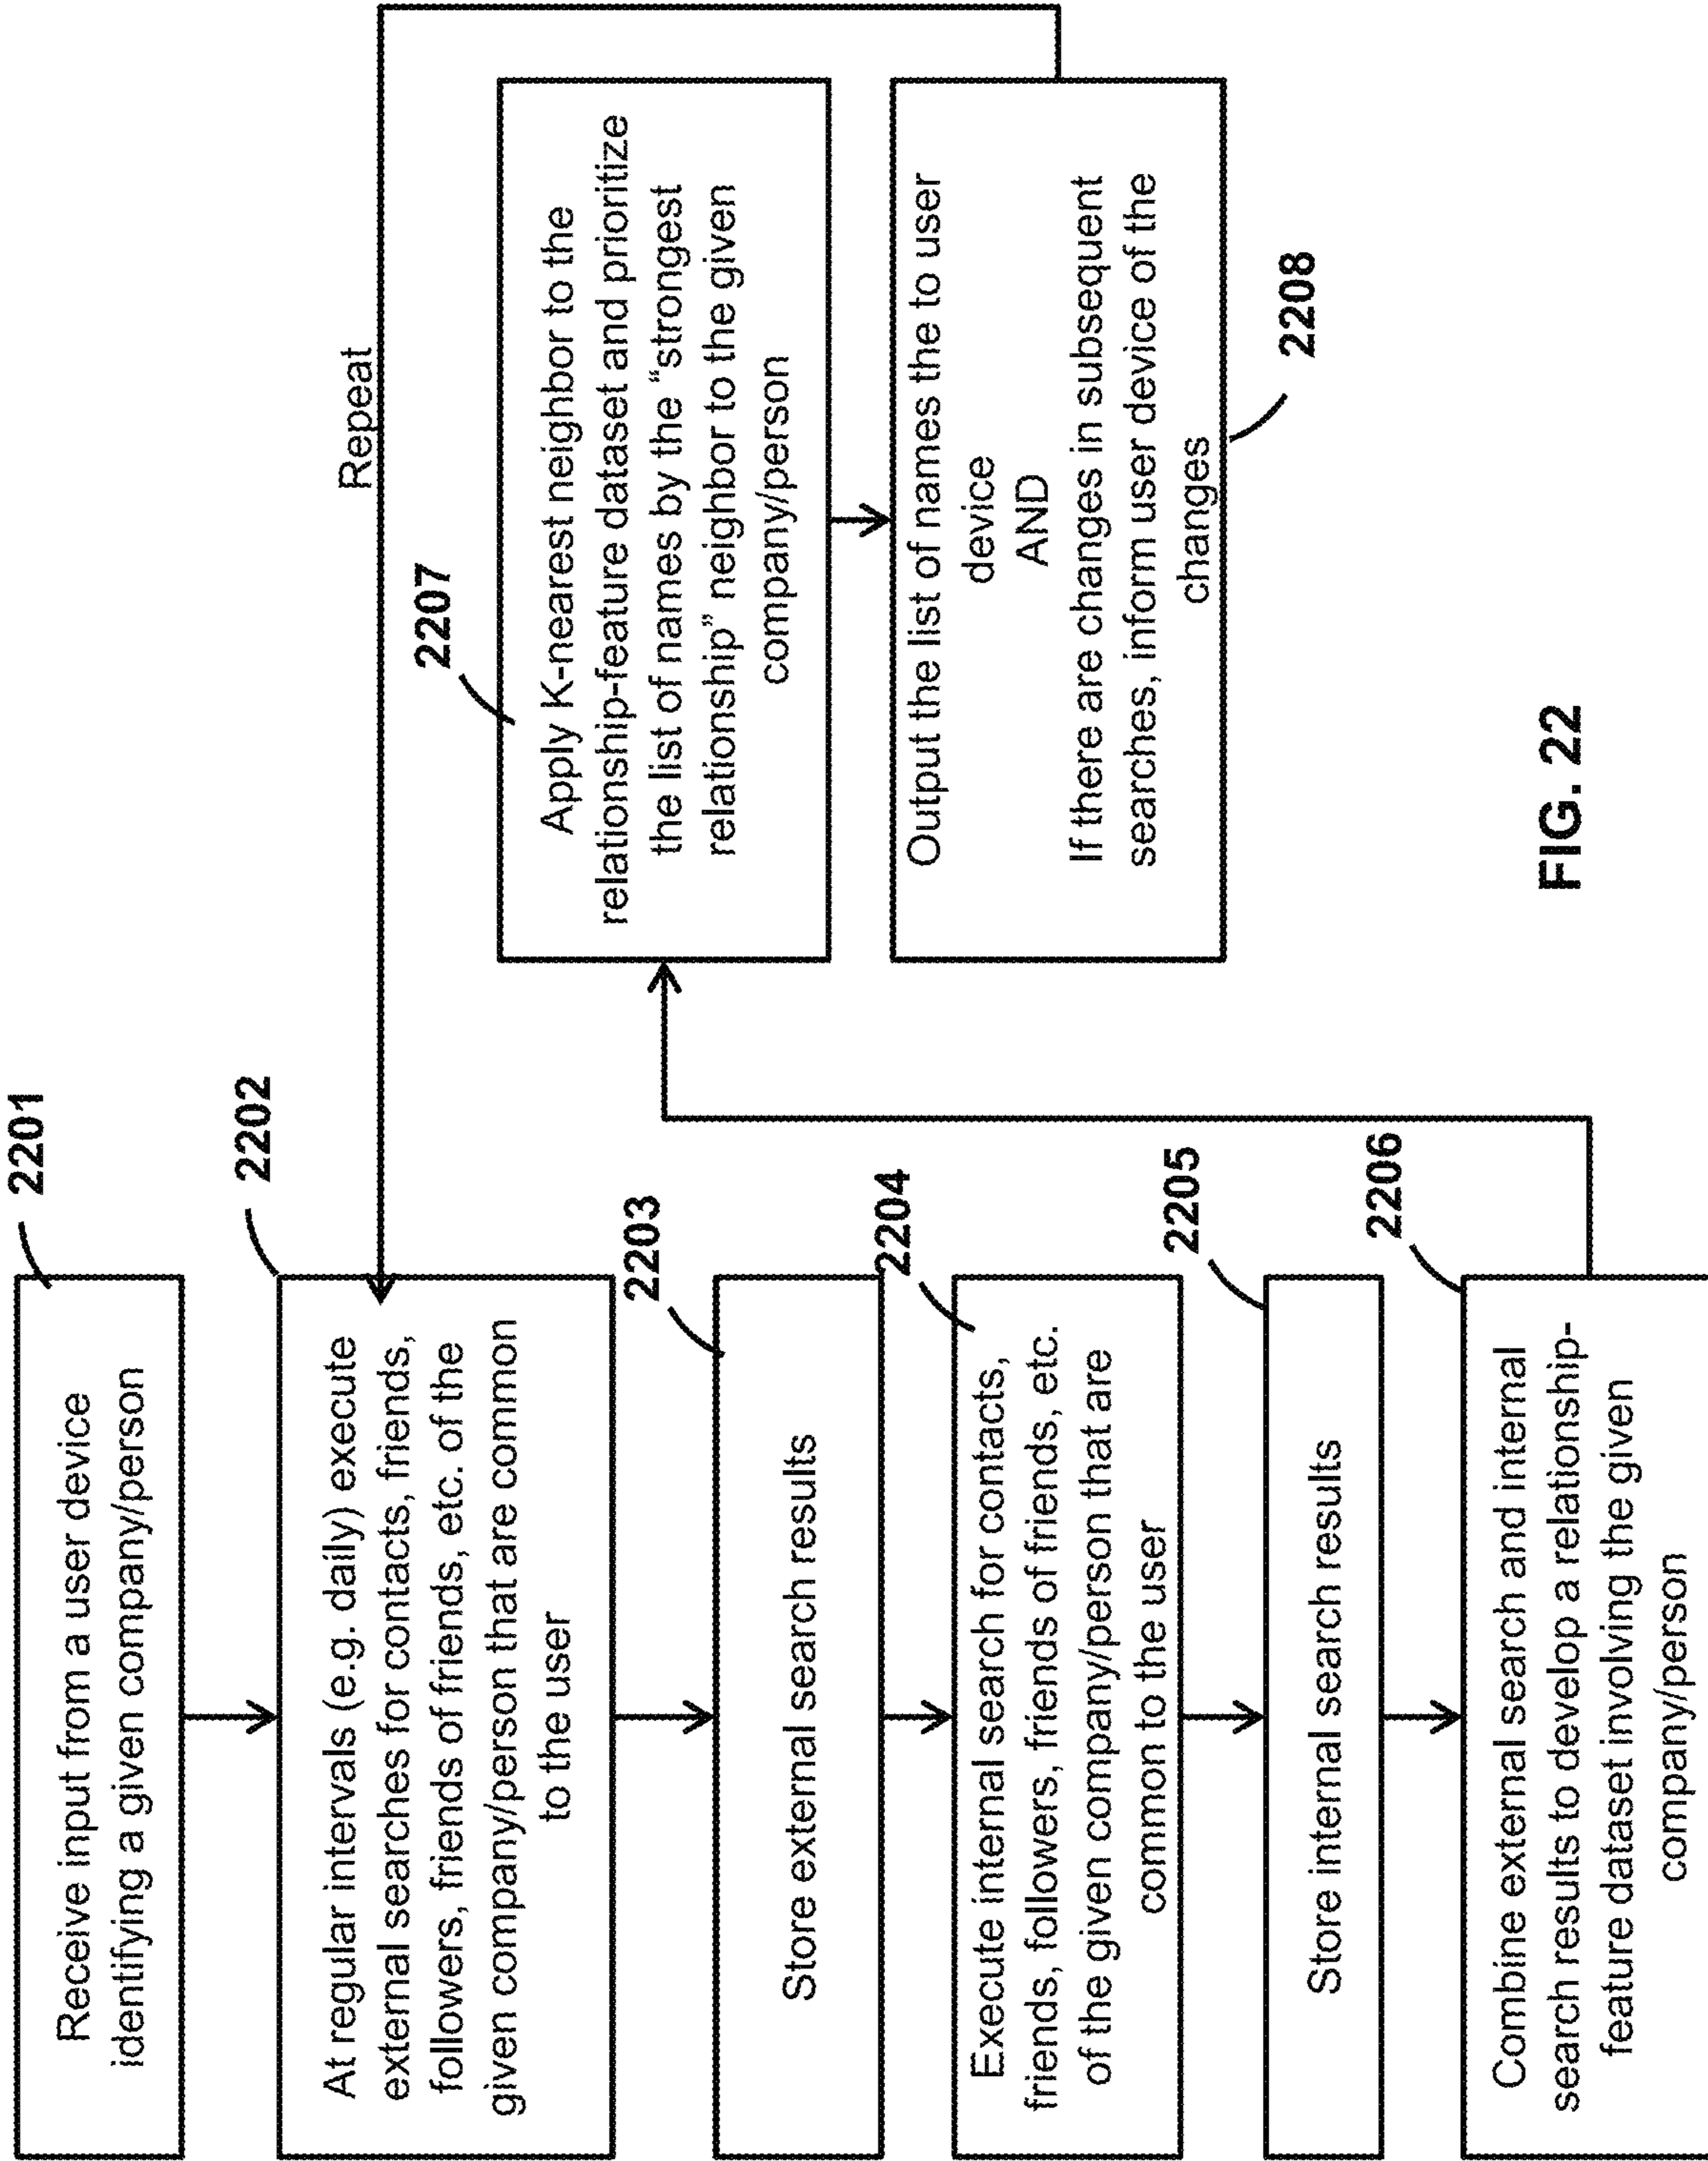 2201
Receive input from a user device
identifying a given company/person
2202
At regular intervals (e.g. daily) execute
external searches for contacts, friends,
followers, friends of friends, etc. of the
given company/person that are common
to the user
2203
Store external search results
2204
Execute internal search for contacts,
friends, followers, friends of friends, etc.
of the given company/person that are
common to the user
2205
Store internal search results
2206
Combine external search and internal
search results to develop a relationship-
feature dataset involving the given
company/person
Repeat
2207
Apply K-nearest neighbor to the
relationship-feature dataset and prioritize
the list of names by the “strongest
relationship” neighbor to the given
company/person
Output the list of names the to user
device
AND
If there are changes in subsequent
searches, inform user device of the
changes
2208
FIG. 22